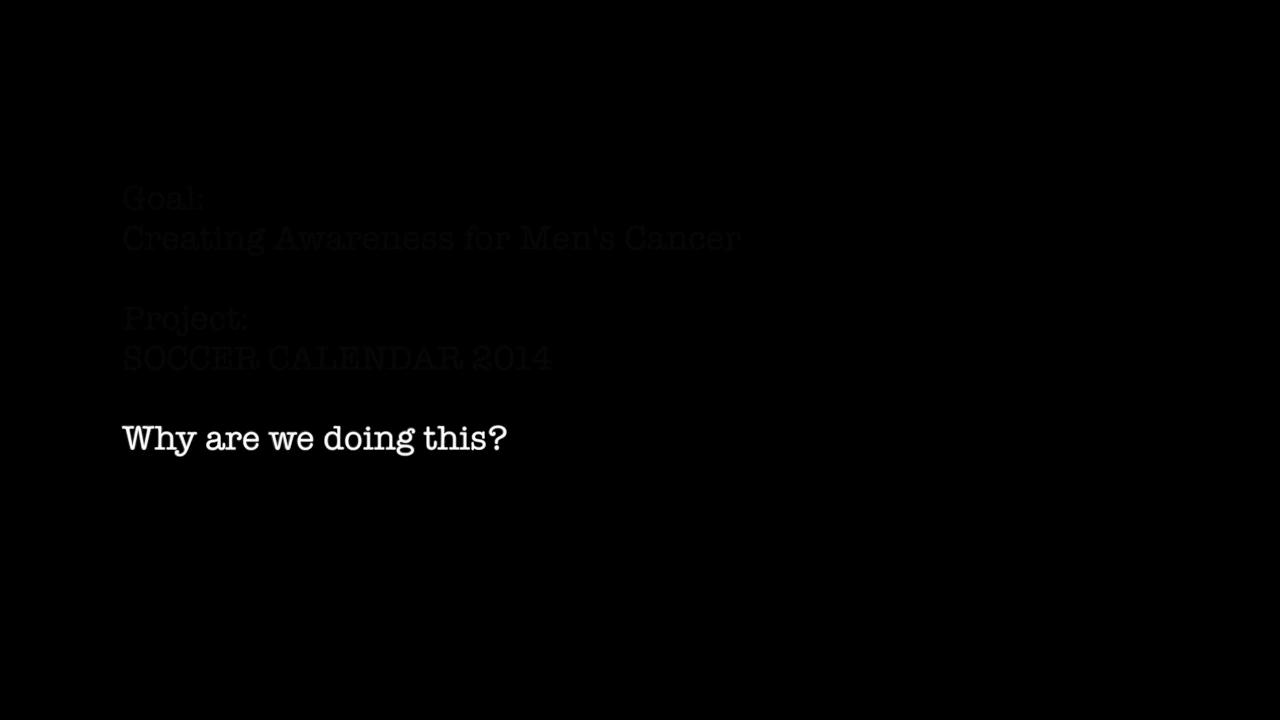 Goal:
Creating Awareness for Men's Cancer
Project:
SOCCER CALENDAR 2014
Why are we doing this?